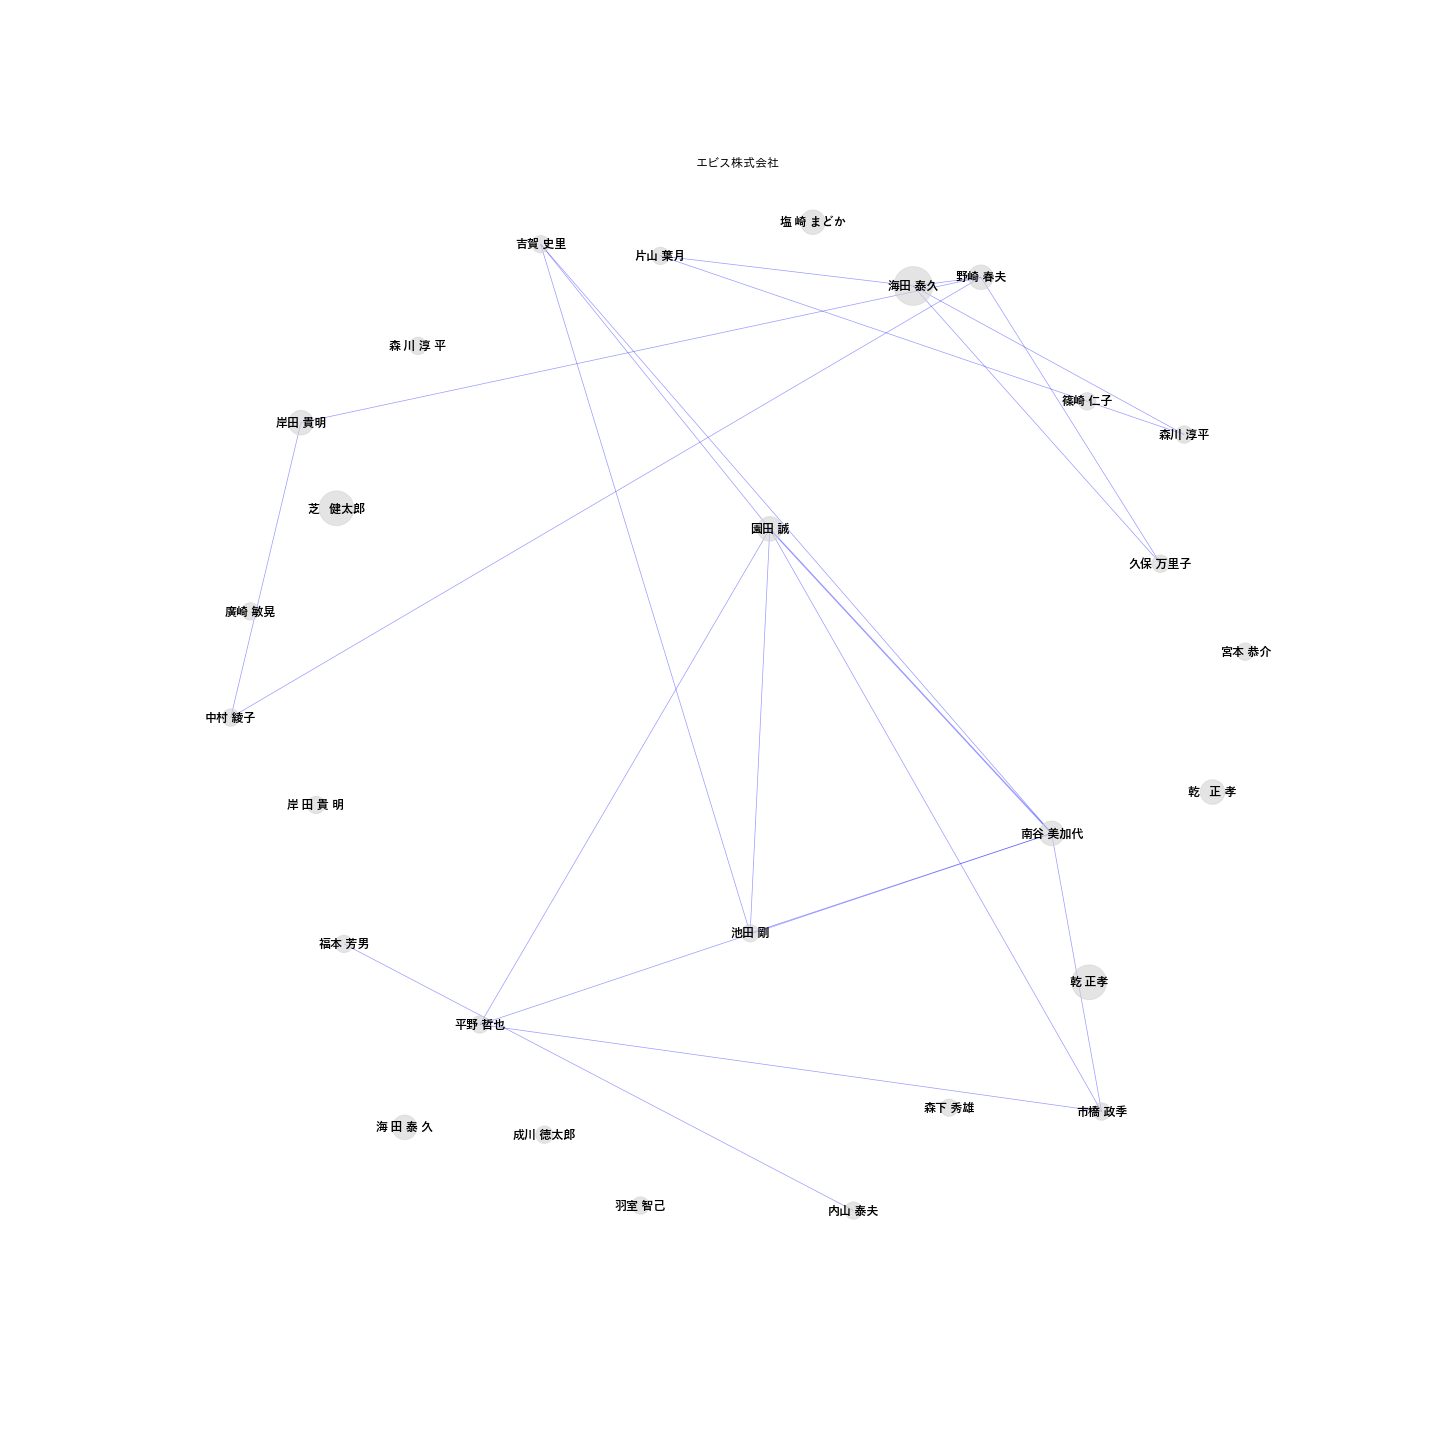 エビス株式会社
塩 崎 まどか
吉賀 史里
片山 葉月
野崎 春夫
海田 泰久
森 川 淳 平
篠崎 仁子
岸田 貴明
森川 淳平
芝　健太郎
園田 誠
久保 万里子
廣崎 敏晃
宮本 恭介
中村 綾子
乾　正 孝
岸 田 貴 明
南谷 美加代
池田 剛
福本 芳男
乾 正孝
平野 哲也
森下 秀雄
市橋 政季
海 田 泰 久
成川 徳太郎
羽室 智己
内山 泰夫